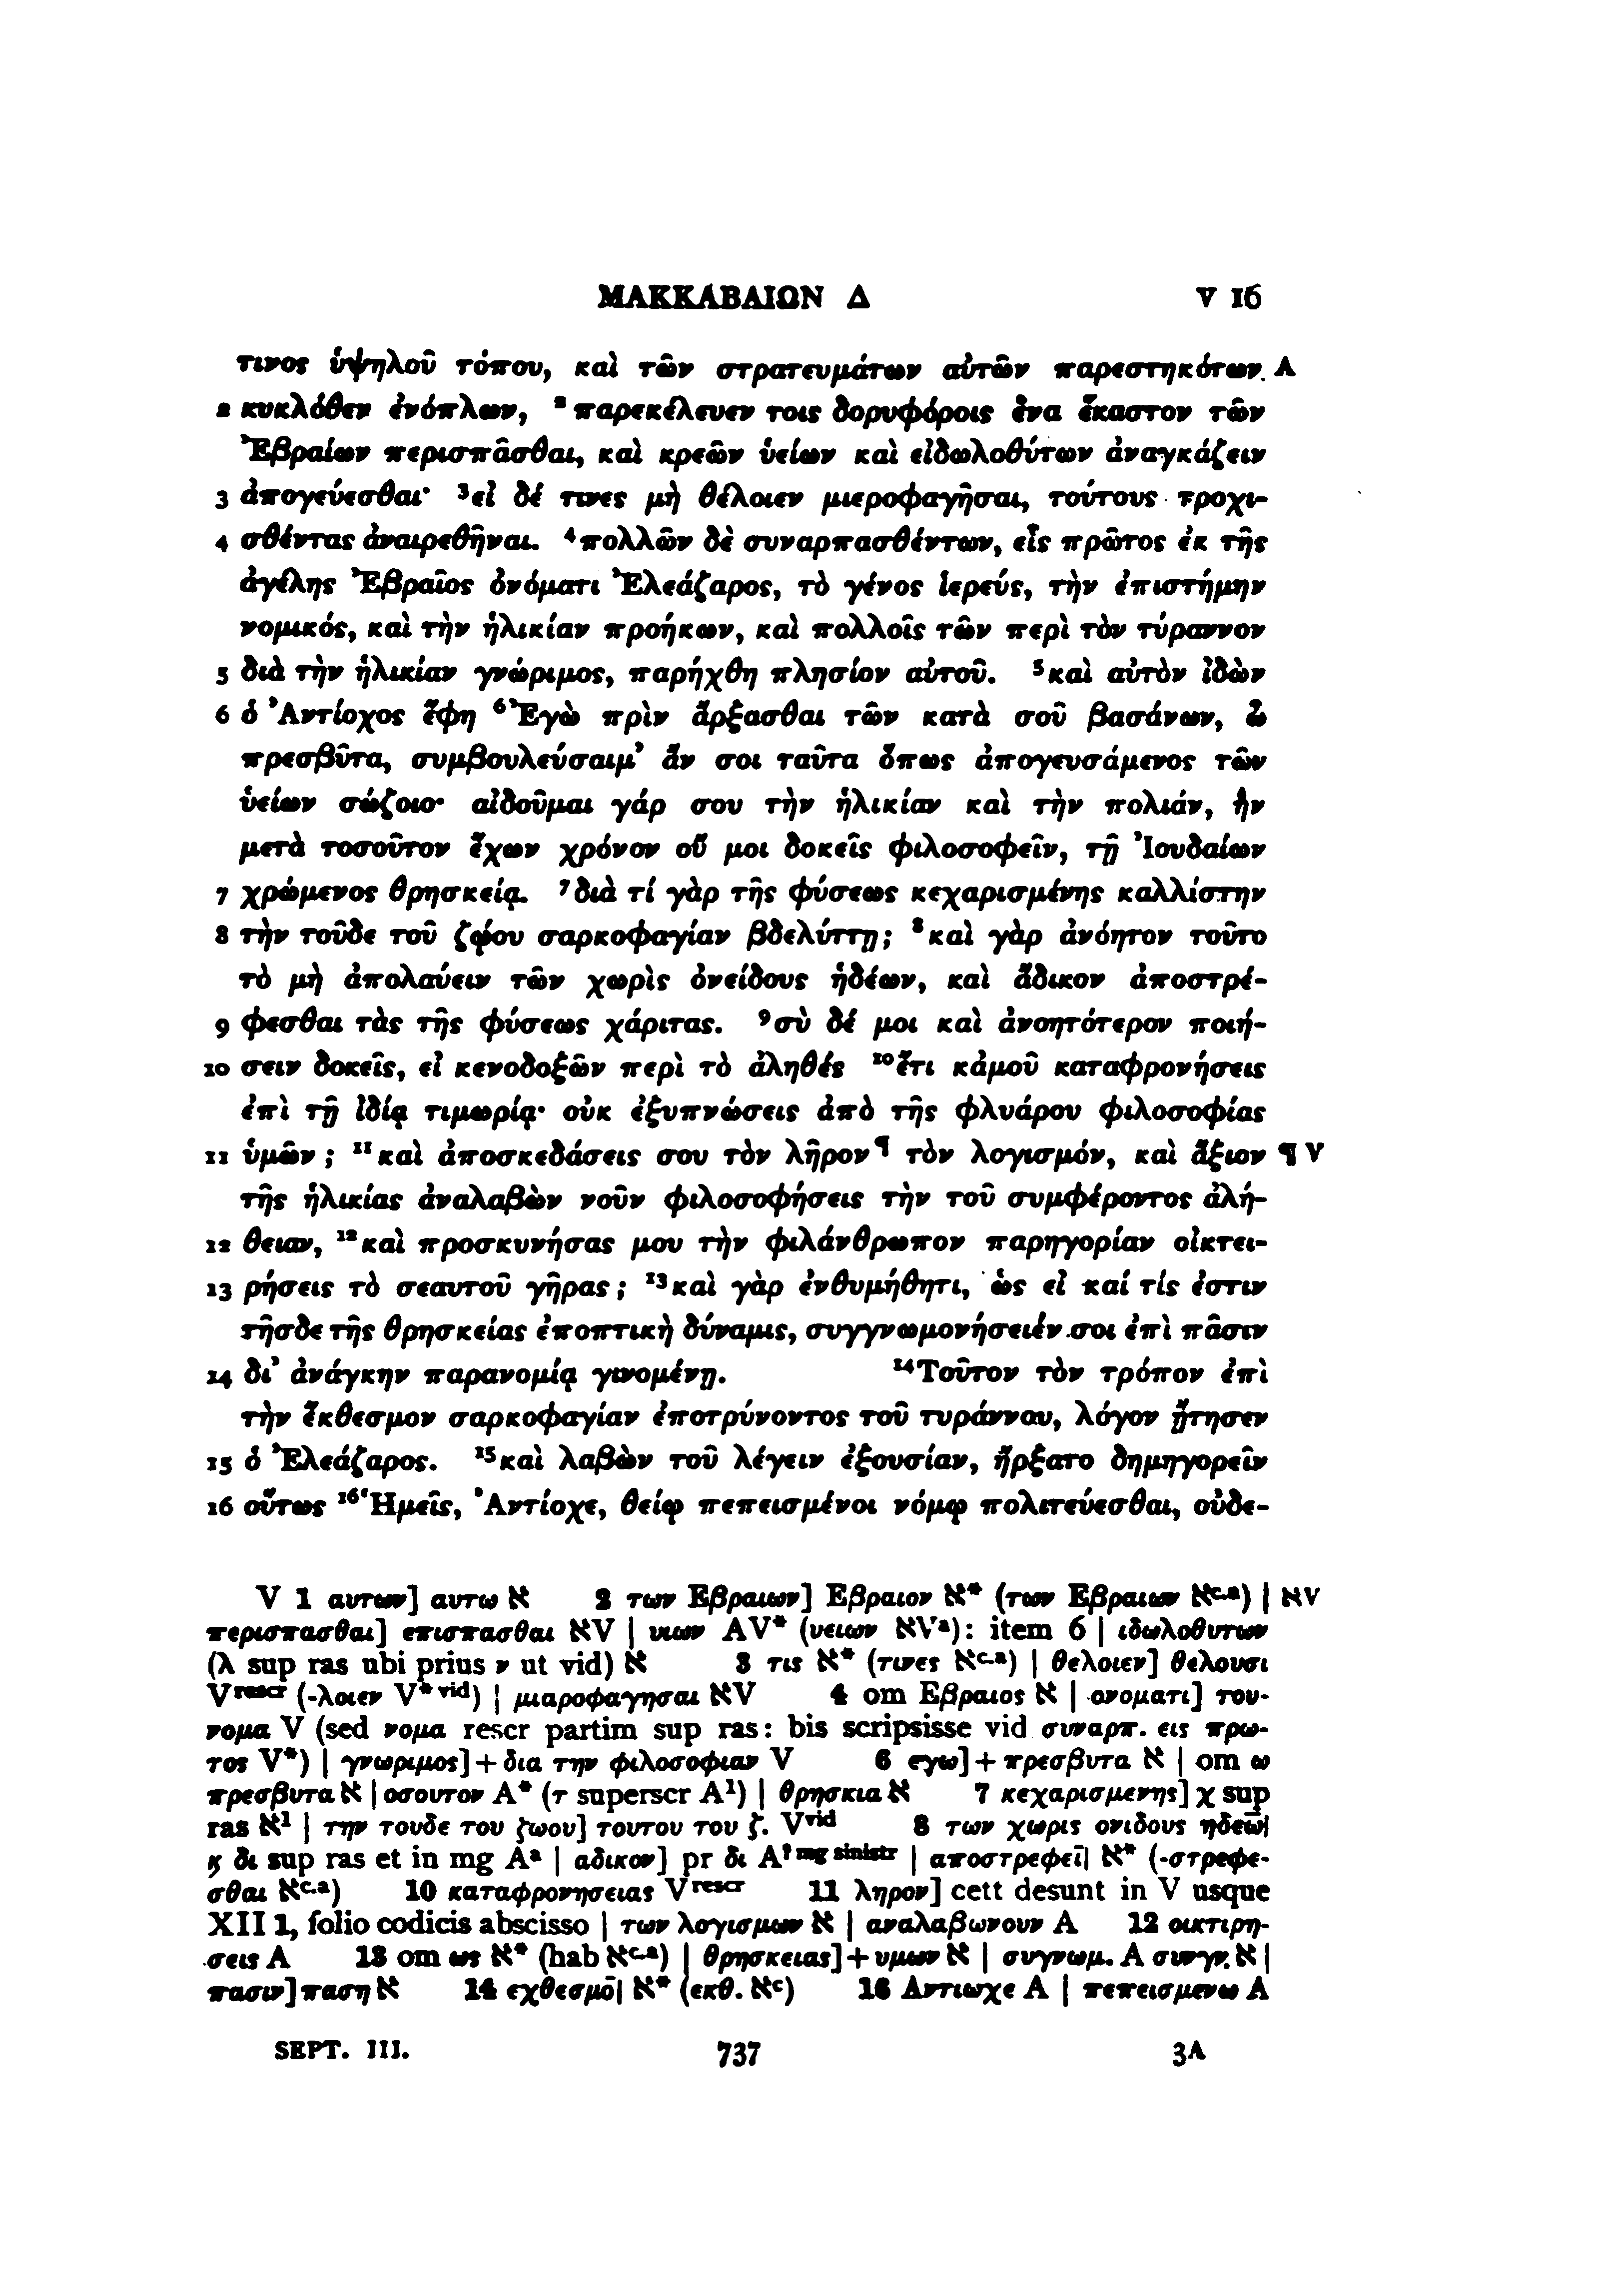 ΜΑΚΚΑΒΑΙΩΝ Δ V 16
τινος ὑψηλοῦ τόπου, καὶ τῶν στρατευμάτων αὐτῶν παρεστηκότων A
2 κυκλόθεν ἐνόπλων, ²παρεκέλευεν τοις δορυφόροις ἕνα ἕκαστον τῶν
Ἐβραίων περισπᾶσθαι, καὶ κρεῶν ὑείων καὶ εἰδωλοθύτων ἀναγκάζειν
3 ἀπογεύεσθαι· ³εἰ δέ τινες μὴ θέλοιεν μιεροφαγῆσαι, τούτους τροχι-
4 σθέντας ἀναιρεθῆναι. ⁴πολλῶν δὲ συναρπασθέντων, εἷς πρῶτος ἐκ τῆς
ἀγέλης Ἐβραῖος ὀνόματι Ἐλεάζαρος, τὸ γένος ἱερεύς, τὴν ἐπιστήμην
νομικός, καὶ τὴν ἡλικίαν προήκων, καὶ πολλοῖς τῶν περὶ τὸν τύραννον
5 διὰ τὴν ἡλικίαν γνώριμος, παρήχθη πλησίον αὐτοῦ. ⁵καὶ αὐτὸν ἰδὼν
6 ὁ Ἀντίοχος ἔφη ⁶Ἐγὼ πρὶν ἄρξασθαι τῶν κατὰ σοῦ βασάνων, ὦ
πρεσβῦτα, συμβουλεύσαιμ’ ἄν σοι ταῦτα ὅπως ἀπογευσάμενος τῶν
ὑείων σώζοιο· αἰδοῦμαι γάρ σου τὴν ἡλικίαν καὶ τὴν πολιάν, ἣν
μετὰ τοσοῦτον ἔχων χρόνον οὔ μοι δοκεῖς φιλοσοφεῖν, τῇ Ἰουδαίων
7 χρώμενος θρησκείᾳ. ⁷διὰ τί γὰρ τῆς φύσεως κεχαρισμένης καλλίστην
8 τὴν τοῦδε τοῦ ζῴου σαρκοφαγίαν βδελύττῃ; ⁸καὶ γὰρ ἀνόητον τοῦτο
τὸ μὴ ἀπολαύειν τῶν χωρὶς ὀνείδους ἡδέων, καὶ ἄδικον ἀποστρέ-
9 φεσθαι τὰς τῆς φύσεως χάριτας. ⁹σὺ δέ μοι καὶ ἀνοητότερον ποιή-
10 σειν δοκεῖς, εἰ κενοδοξῶν περὶ τὸ ἀληθές ¹⁰ἔτι κἀμοῦ καταφρονήσεις
ἐπὶ τῇ ἰδίᾳ τιμωρίᾳ· οὐκ ἐξυπνώσεις ἀπὸ τῆς φλυάρου φιλοσοφίας
11 ὑμῶν; ¹¹καὶ ἀποσκεδάσεις σου τὸν λῆρον¶ τὸν λογισμόν, καὶ ἄξιον ¶ V
τῆς ἡλικίας ἀναλαβὼν νοῦν φιλοσοφήσεις τὴν τοῦ συμφέροντος ἀλή-
12 θειαν, ¹²καὶ προσκυνήσας μου τὴν φιλάνθρωπον παρηγορίαν οἰκτει-
13 ρήσεις τὸ σεαυτοῦ γῆρας; ¹³καὶ γὰρ ἐνθυμήθητι, ὡς εἰ καί τίς ἐστιν
τῆσδε τῆς θρησκείας ἐποπτικὴ δύναμις, συγγνωμονήσειέν σοι ἐπὶ πᾶσιν
14 δι’ ἀνάγκην παρανομίᾳ γινομένῃ. ¹⁴Τοῦτον τὸν τρόπον ἐπὶ
τὴν ἔκθεσμον σαρκοφαγίαν ἐποτρύνοντος τοῦ τυράννου, λόγον ᾔτησεν
15 ὁ Ἐλεάζαρος. ¹⁵καὶ λαβὼν τοῦ λέγειν ἐξουσίαν, ἤρξατο δημηγορεῖν
16 οὕτως ¹⁶Ἡμεῖς, Ἀντίοχε, θείῳ πεπεισμένοι νόμῳ πολιτεύεσθαι, οὐδε-
V 1 αυτων] αυτω א 2 των Εβραιων] Εβραιον א* (των Εβραιων אᶜ·ᵃ) | אV
περισπασθαι] επισπασθαι אV | υιων AV* (υειων אVᵃ): item 6 | ιδωλοθυτων
(λ sup ras ubi prius ν ut vid) א 3 τις א* (τινες אᶜ·ᵃ) | θελοιεν] θελουσι
Vʳᵉˢᶜʳ (-λοιεν V*ᵛⁱᵈ) | μιαροφαγησαι אV 4 om Εβραιος א | ονοματι] του-
νομα V (sed νομα rescr partim sup ras: bis scripsisse vid συναρπ. εις πρω-
τος V*) | γνωριμος]+δια την φιλοσοφιαν V 6 εγω]+πρεσβυτα א | om ω
πρεσβυτα א | οσουτον A* (τ superscr A¹) | θρησκια א 7 κεχαρισμενης] χ sup
ras א¹ | την τουδε του ζωου] τουτου του ζ. Vᵛⁱᵈ 8 των χωρις ονιδους ηδεω̄|
ϗ δι sup ras et in mg Aᵃ | αδικον] pr δι A?ᵐᵍ ˢⁱⁿⁱˢᵗʳ | αποστρεφεῑ| א* (-στρεφε-
σθαι אᶜ·ᵃ) 10 καταφρονησειας Vʳᵉˢᶜʳ 11 ληρον] cett desunt in V usque
XII 1, folio codicis abscisso | των λογισμων א | αναλαβωνουν A 12 οικτιρη-
σεις A 13 om ως א* (hab אᶜ·ᵃ) | θρησκειας]+υμων א | συγνωμ. A συνγν. א |
πασιν] παση א 14 εχθεσμο̄| א* (εκθ. אᶜ) 16 Αντιωχε A | πεπεισμενω A
SEPT. III. 737 3A